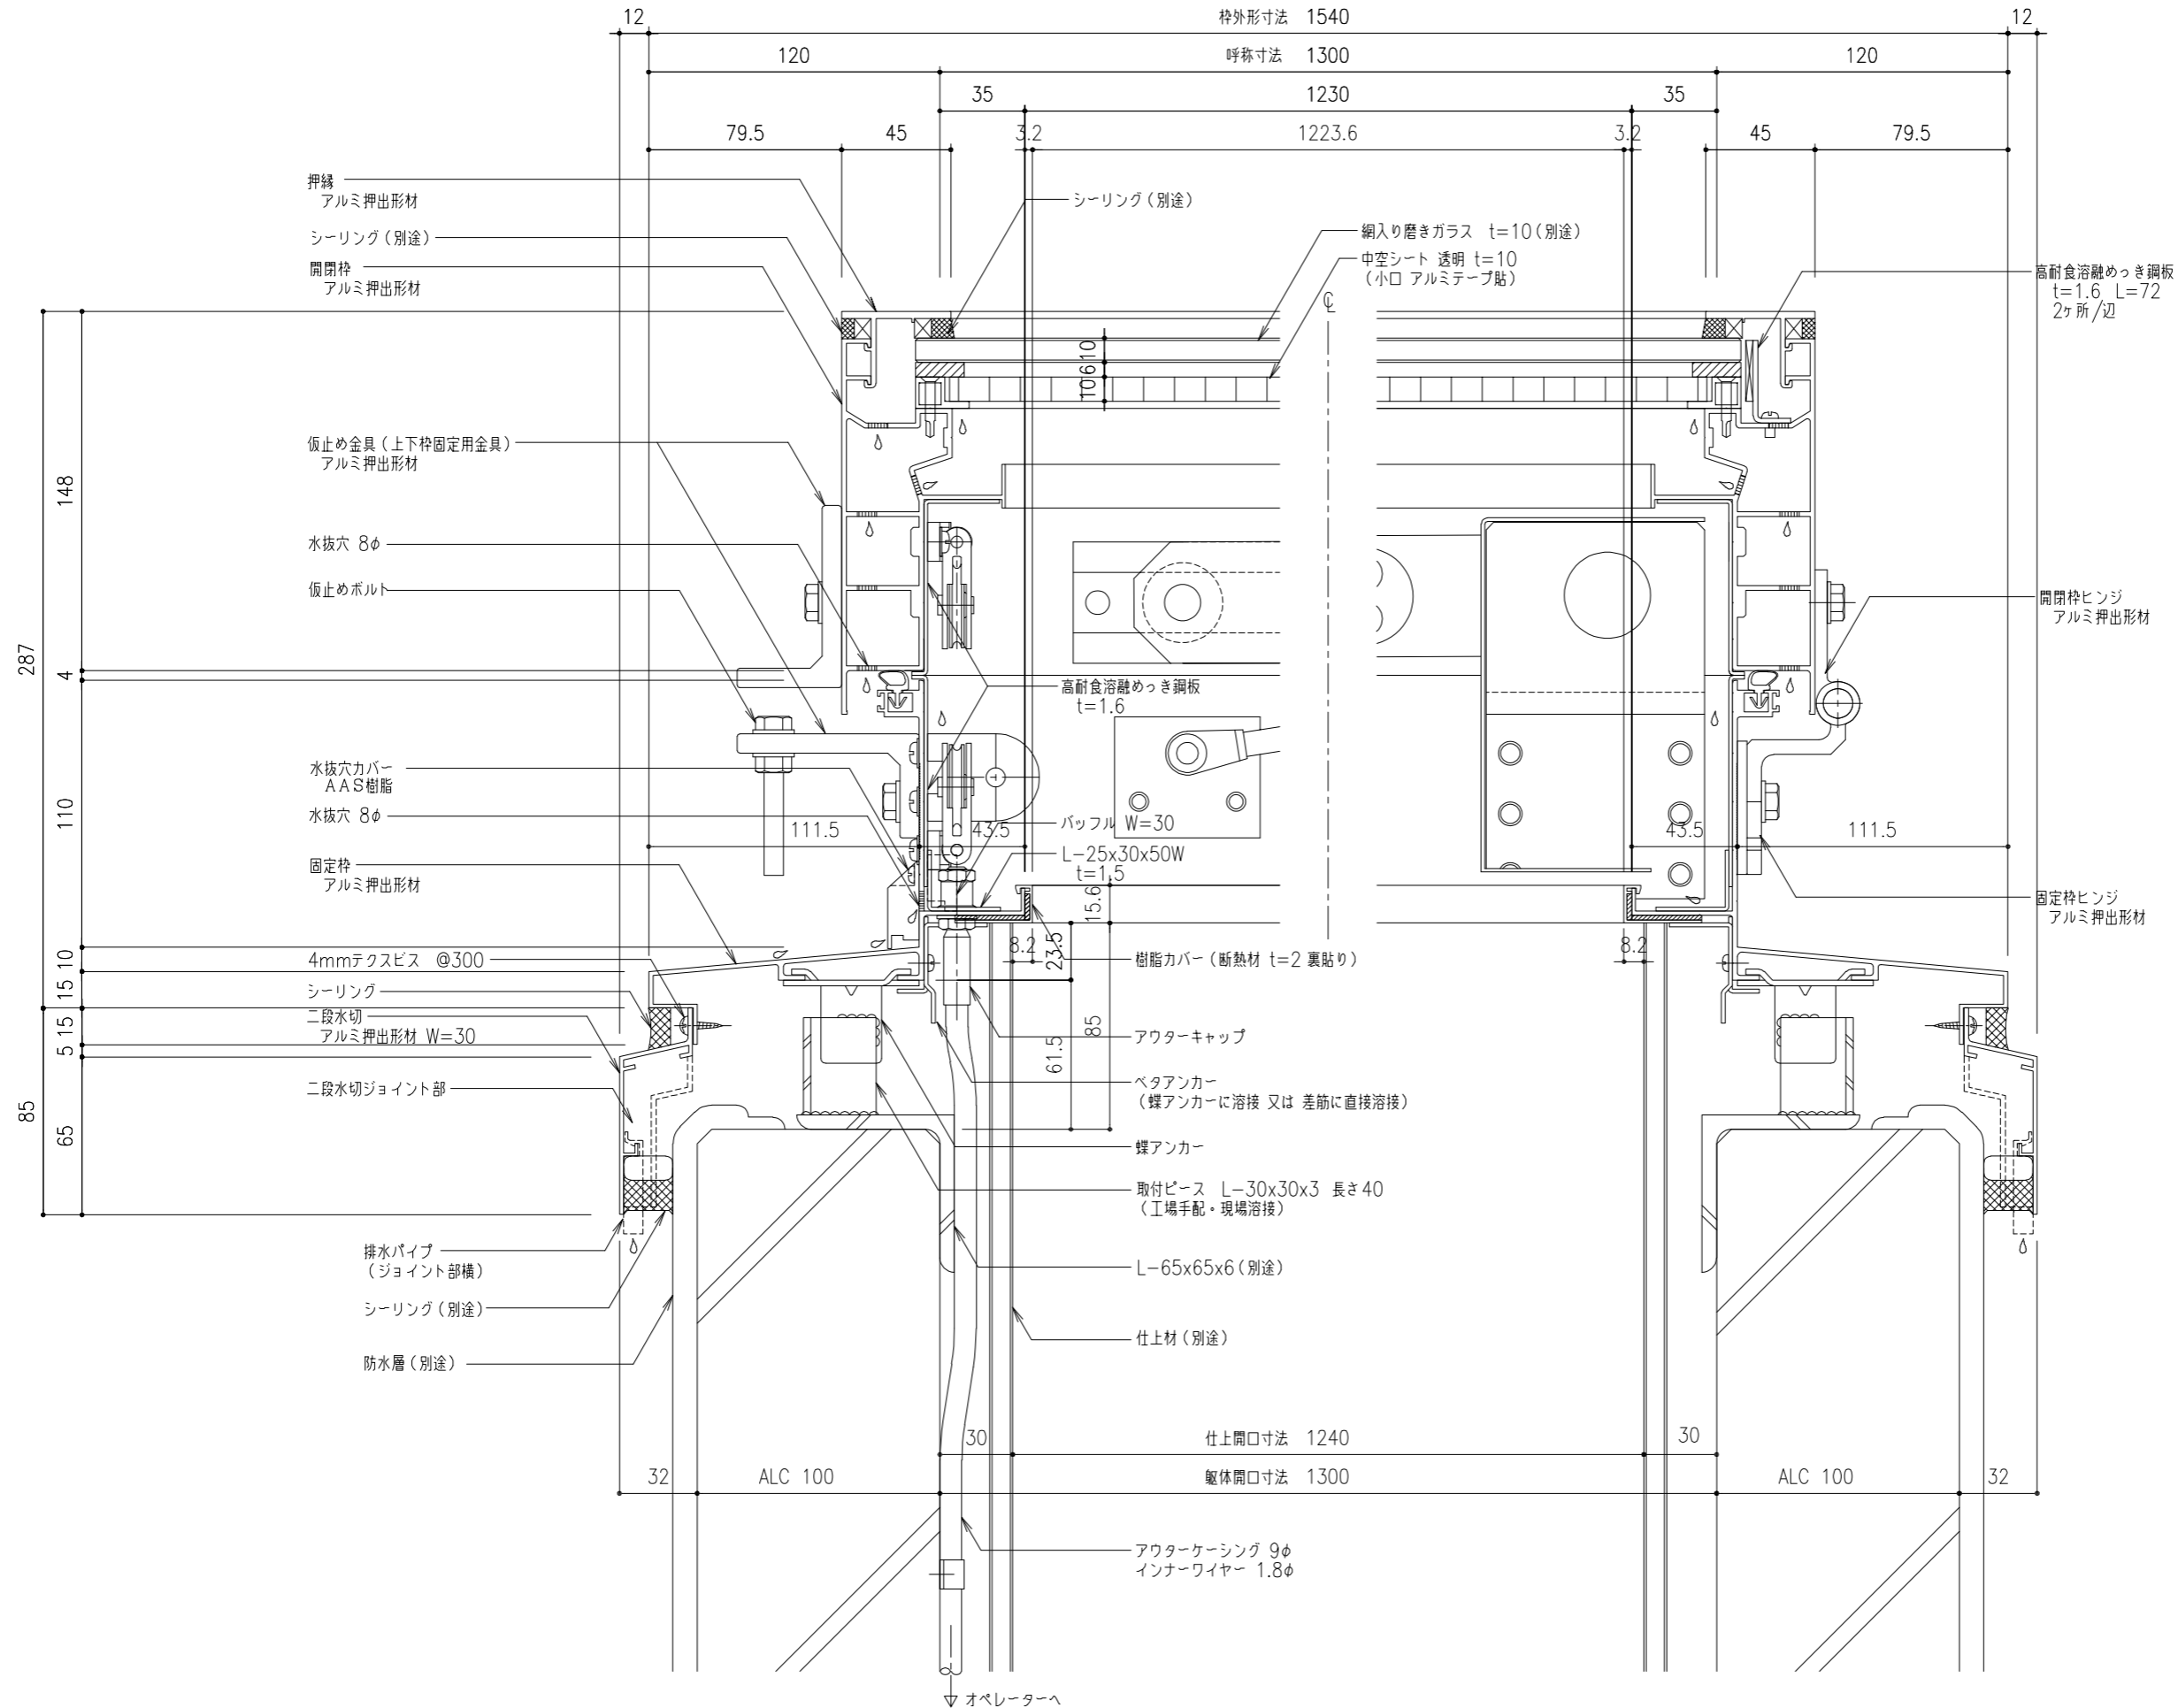 12
枠外形寸法 1540
12
120
呼称寸法 1300
120
35
1230
35
79.5
45
3.2
1223.6
3.2
45
79.5
押縁
アルミ押出形材
シーリング（別途）
シーリング（別途）
開閉枠
アルミ押出形材
網入り磨きガラス t=10（別途）
中空シート 透明 t=10
（小口 アルミテープ貼）
高耐食溶融めっき鋼板
t=1.6 L=72
2ヶ所/辺
℄
10
6
10
仮止め金具（上下枠固定用金具）
アルミ押出形材
148
水抜穴 8φ
仮止めボルト
開閉枠ヒンジ
アルミ押出形材
287
4
高耐食溶融めっき鋼板
t=1.6
水抜穴カバー
AAS樹脂
水抜穴 8φ
110
111.5
43.5
バッフル W=30
43.5
111.5
L-25x30x50W
t=1.5
固定枠
アルミ押出形材
15.6
固定枠ヒンジ
アルミ押出形材
8.2
23.5
8.2
樹脂カバー（断熱材 t=2 裏貼り）
10
4mmテクスビス @300
15
シーリング
二段水切
アルミ押出形材 W=30
15
5
アウターキャップ
85
61.5
ベタアンカー
（蝶アンカーに溶接 又は 差筋に直接溶接）
二段水切ジョイント部
85
65
蝶アンカー
取付ピース L-30x30x3 長さ40
（工場手配・現場溶接）
排水パイプ
（ジョイント部横）
L-65x65x6（別途）
シーリング（別途）
仕上材（別途）
防水層（別途）
30
仕上開口寸法 1240
30
32
ALC 100
躯体開口寸法 1300
ALC 100
32
アウターケーシング 9φ
インナーワイヤー 1.8φ
オペレーターへ